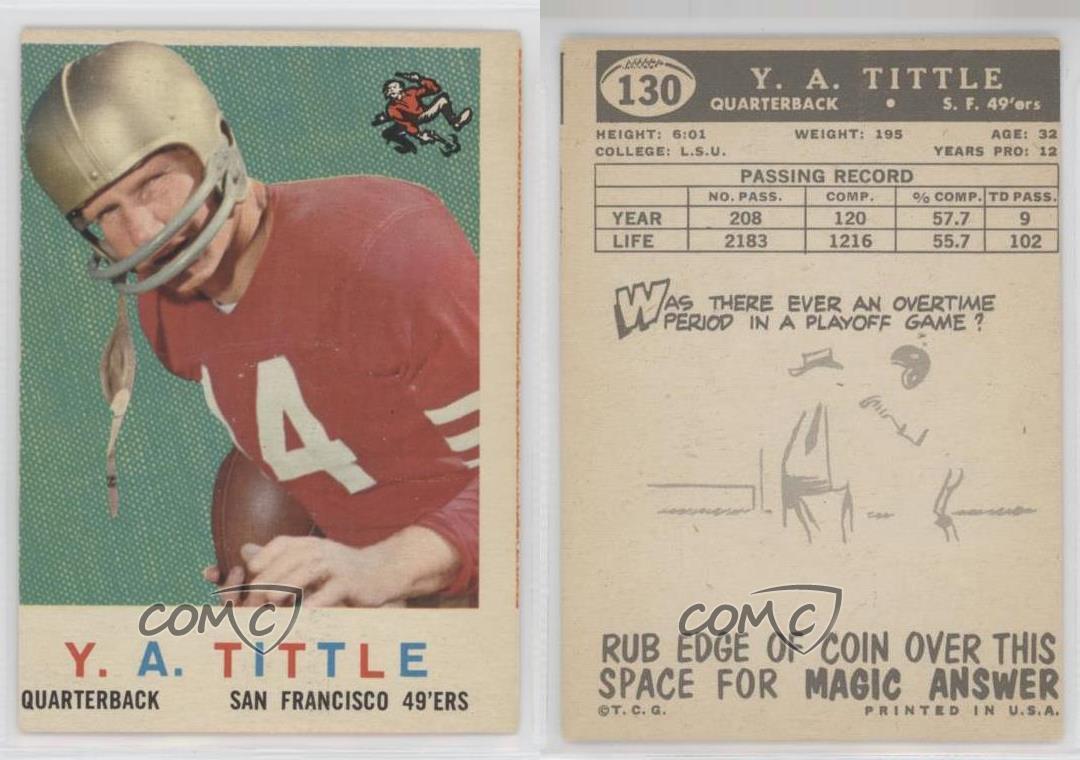 4
COMC
Y. A. TITTLE
QUARTERBACK SAN FRANCISCO 49'ERS
130
Y. A. TITTLE
QUARTERBACK • S. F. 49'ers
HEIGHT: 6:01 WEIGHT: 195 AGE: 32
COLLEGE: L.S.U. YEARS PRO: 12
PASSING RECORD
NO. PASS. COMP. % COMP. TD PASS.
YEAR 208 120 57.7 9
LIFE 2183 1216 55.7 102
WAS THERE EVER AN OVERTIME
PERIOD IN A PLAYOFF GAME?
COMC
RUB EDGE OF COIN OVER THIS
SPACE FOR MAGIC ANSWER
©T.C.G. PRINTED IN U.S.A.